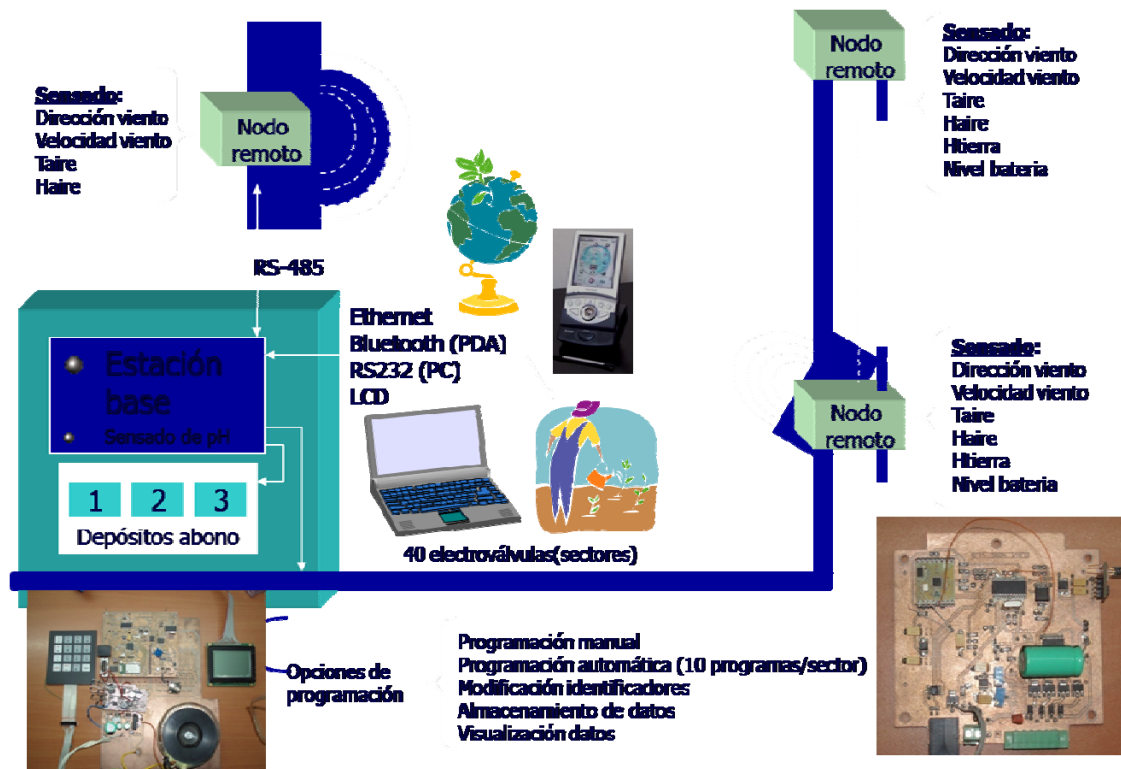 Sensado:
Dirección viento
Velocidad viento
Taire
Haire
Nodo
remoto
Nodo
remoto
Sensado:
Dirección viento
Velocidad viento
Taire
Haire
Htierra
Nivel bateria
RS-485
Ethernet
Bluetooth (PDA)
RS232 (PC)
LCD
Estación
base
Sensado de pH
1 2 3
Depósitos abono
40 electroválvulas(sectores)
Nodo
remoto
Sensado:
Dirección viento
Velocidad viento
Taire
Haire
Htierra
Nivel bateria
Opciones de
programación
Programación manual
Programación automática (10 programas/sector)
Modificación identificadores
Almacenamiento de datos
Visualización datos